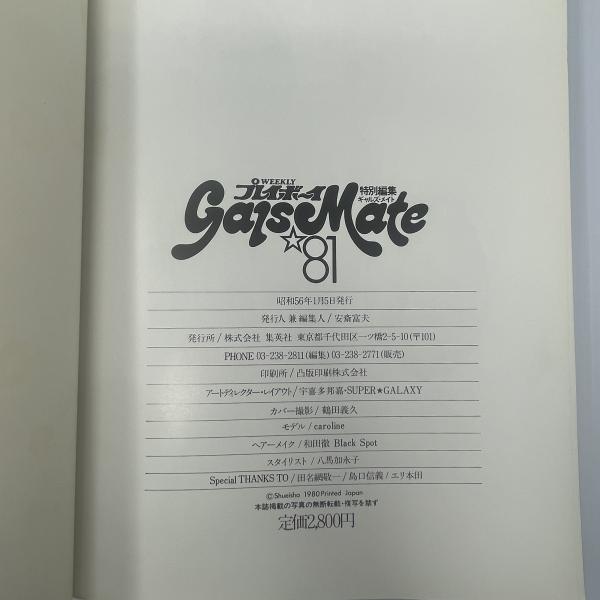 WEEKLY
プレイボーイ 特別編集
ギャルズ・メイト
Gals Mate
☆81
昭和56年1月5日発行
発行人 兼 編集人/安斎富夫
発行所/株式会社 集英社 東京都千代田区一ツ橋2-5-10(〒101)
PHONE 03-238-2811(編集)03-238-2771(販売)
印刷所/凸版印刷株式会社
アートディレクター・レイアウト/宇喜多邦嘉・SUPER★GALAXY
カバー撮影/鶴田義久
モデル/caroline
ヘアーメイク/和田徹 Black Spot
スタイリスト/八馬加永子
Special THANKS TO/田名網敬一/島口信義/エリ本田
©Shueisha 1980 Printed Japan
本誌掲載の写真の無断転載・複写を禁ず
定価2,800円